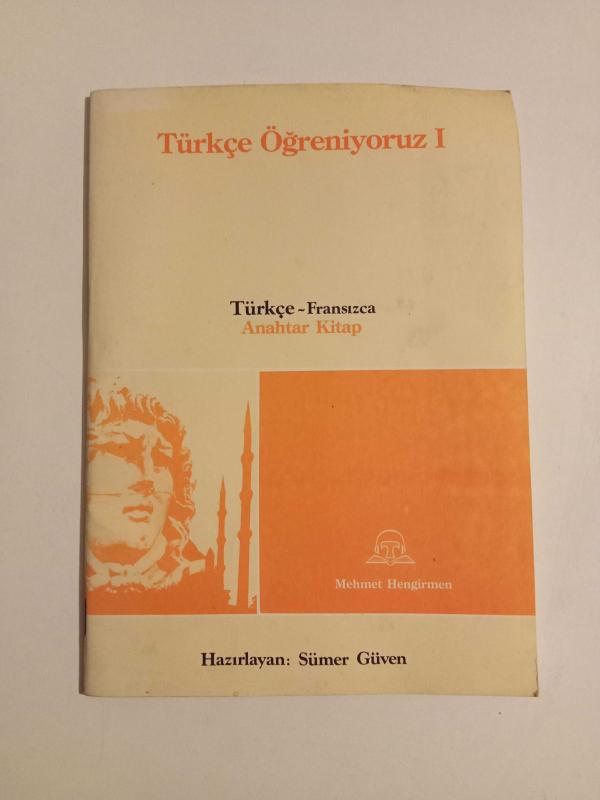 Türkçe Öğreniyoruz I
Türkçe ~ Fransızca
Anahtar Kitap
Mehmet Hengirmen
Hazırlayan: Sümer Güven